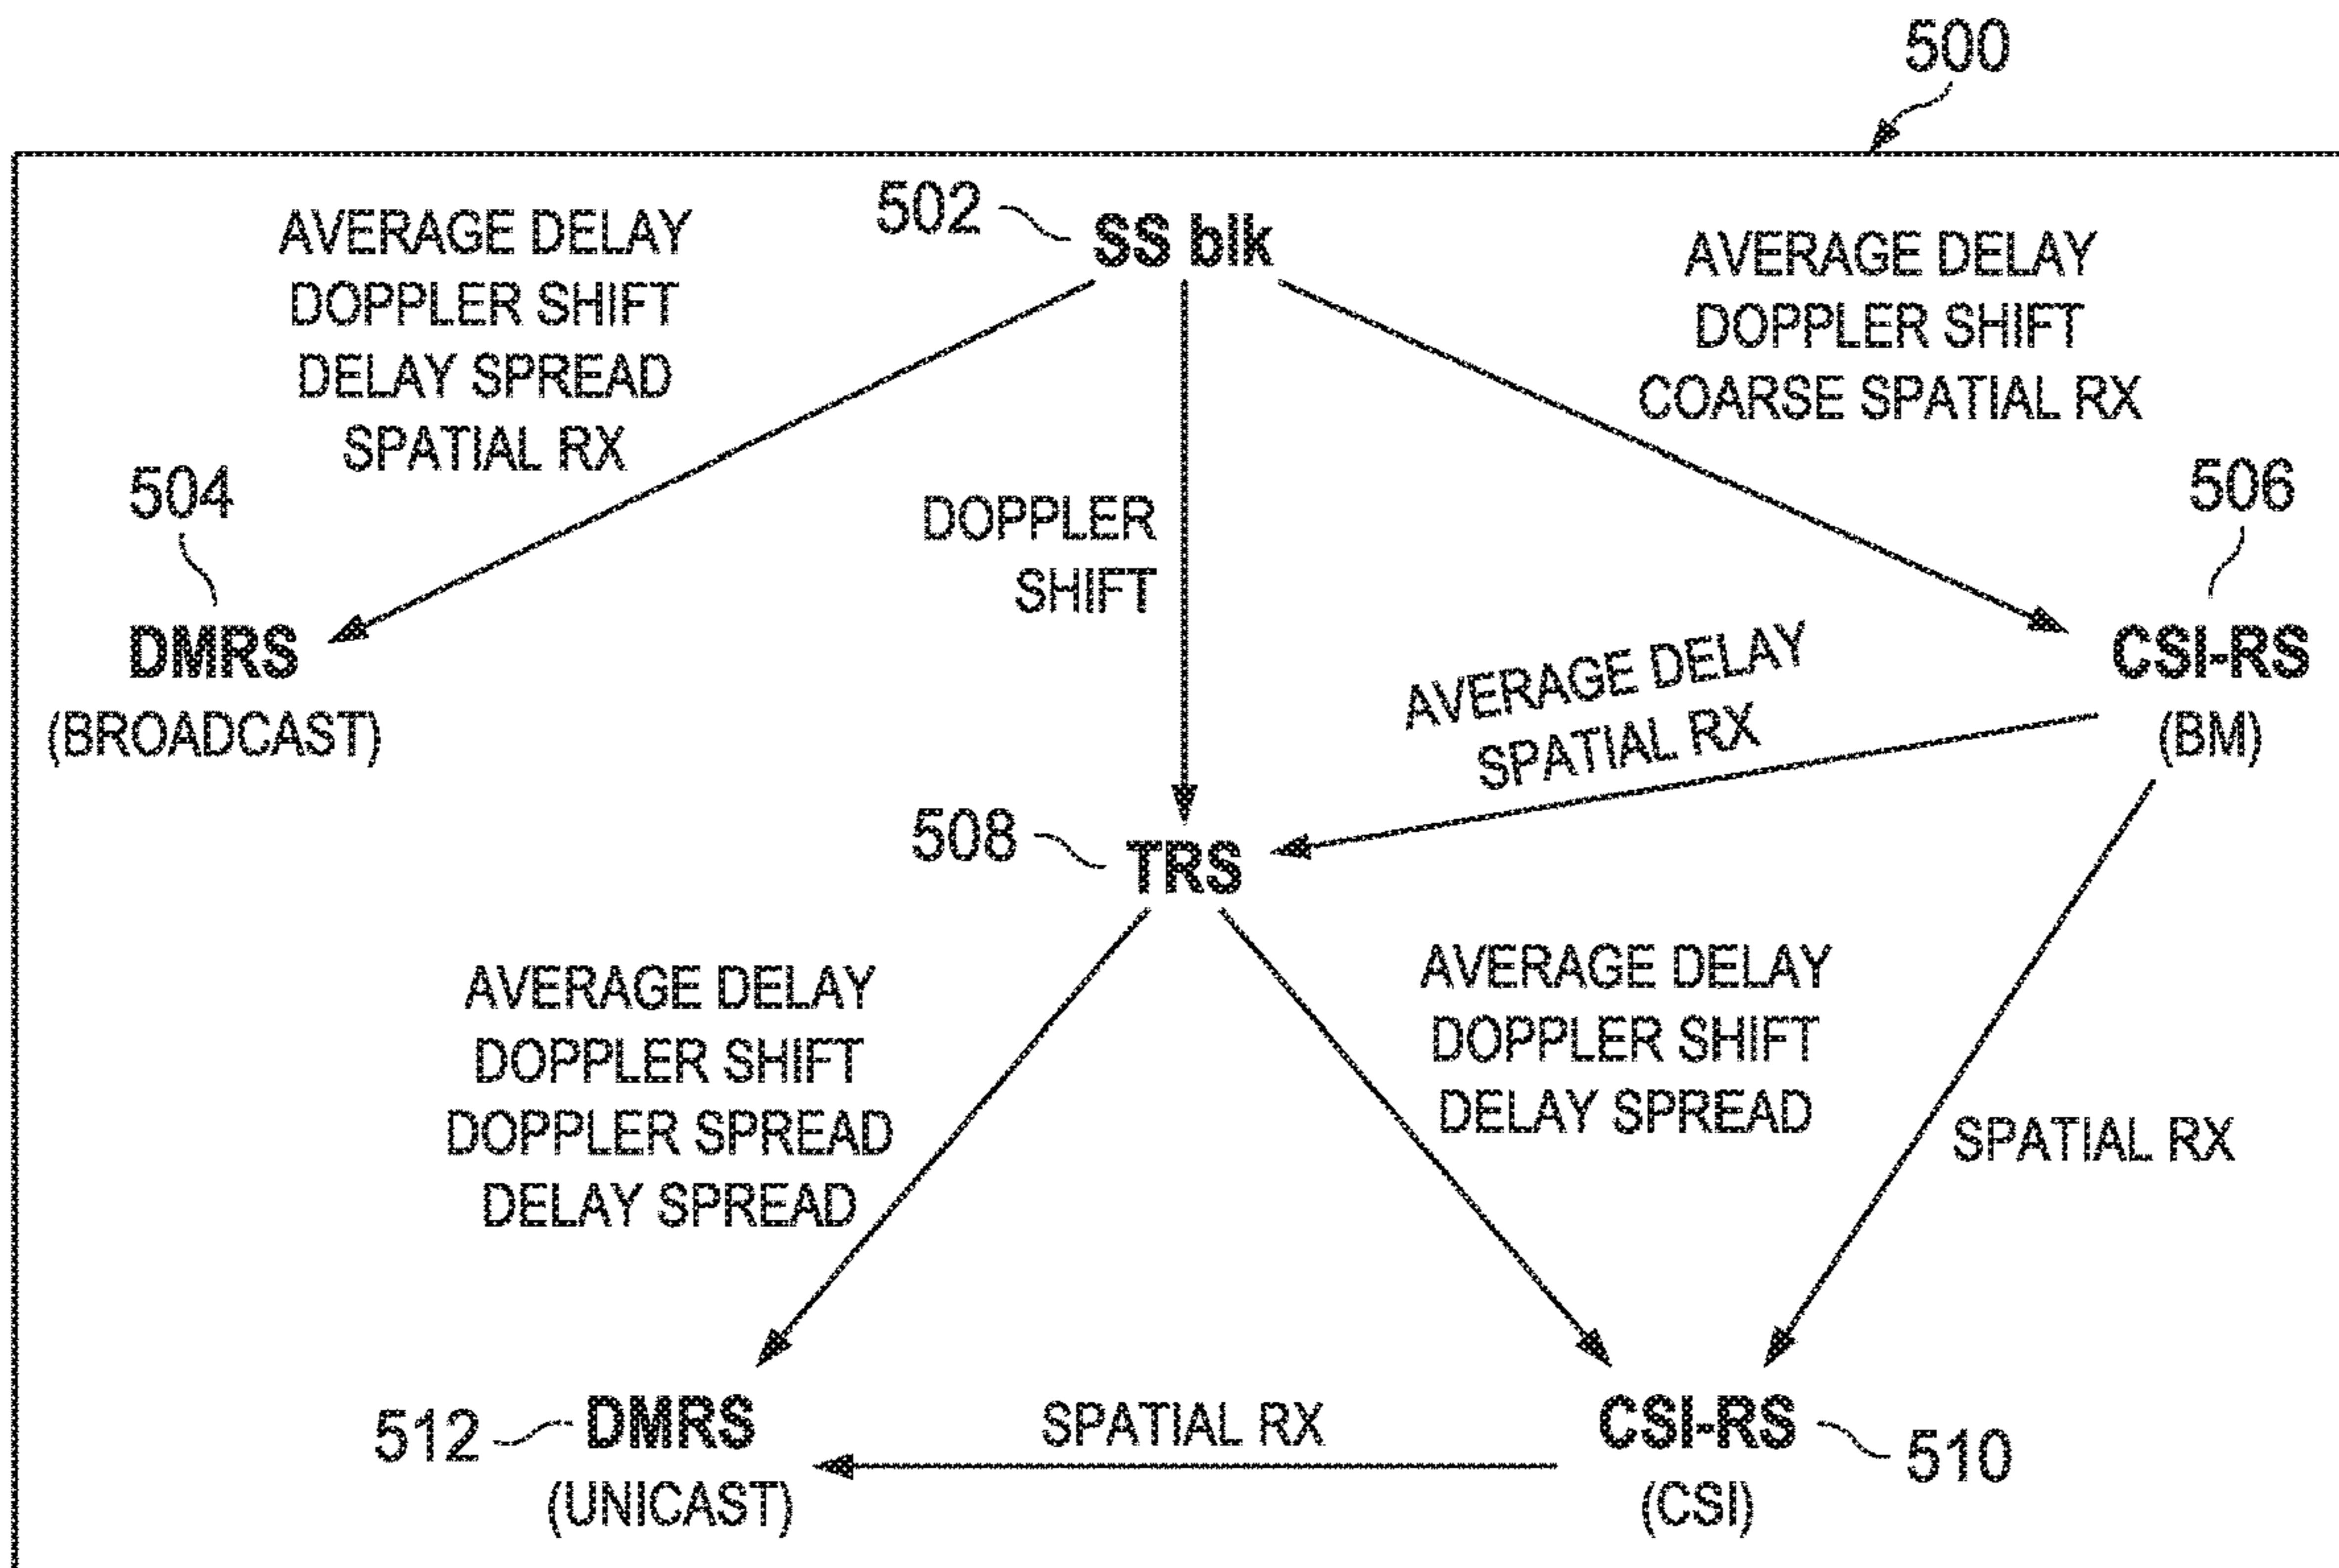 500
502
SS blk
AVERAGE DELAY
DOPPLER SHIFT
DELAY SPREAD
SPATIAL RX
AVERAGE DELAY
DOPPLER SHIFT
COARSE SPATIAL RX
504
DMRS
(BROADCAST)
DOPPLER
SHIFT
506
CSI-RS
(BM)
AVERAGE DELAY
SPATIAL RX
508
TRS
AVERAGE DELAY
DOPPLER SHIFT
DOPPLER SPREAD
DELAY SPREAD
AVERAGE DELAY
DOPPLER SHIFT
DELAY SPREAD
SPATIAL RX
512
DMRS
(UNICAST)
SPATIAL RX
CSI-RS
(CSI)
510